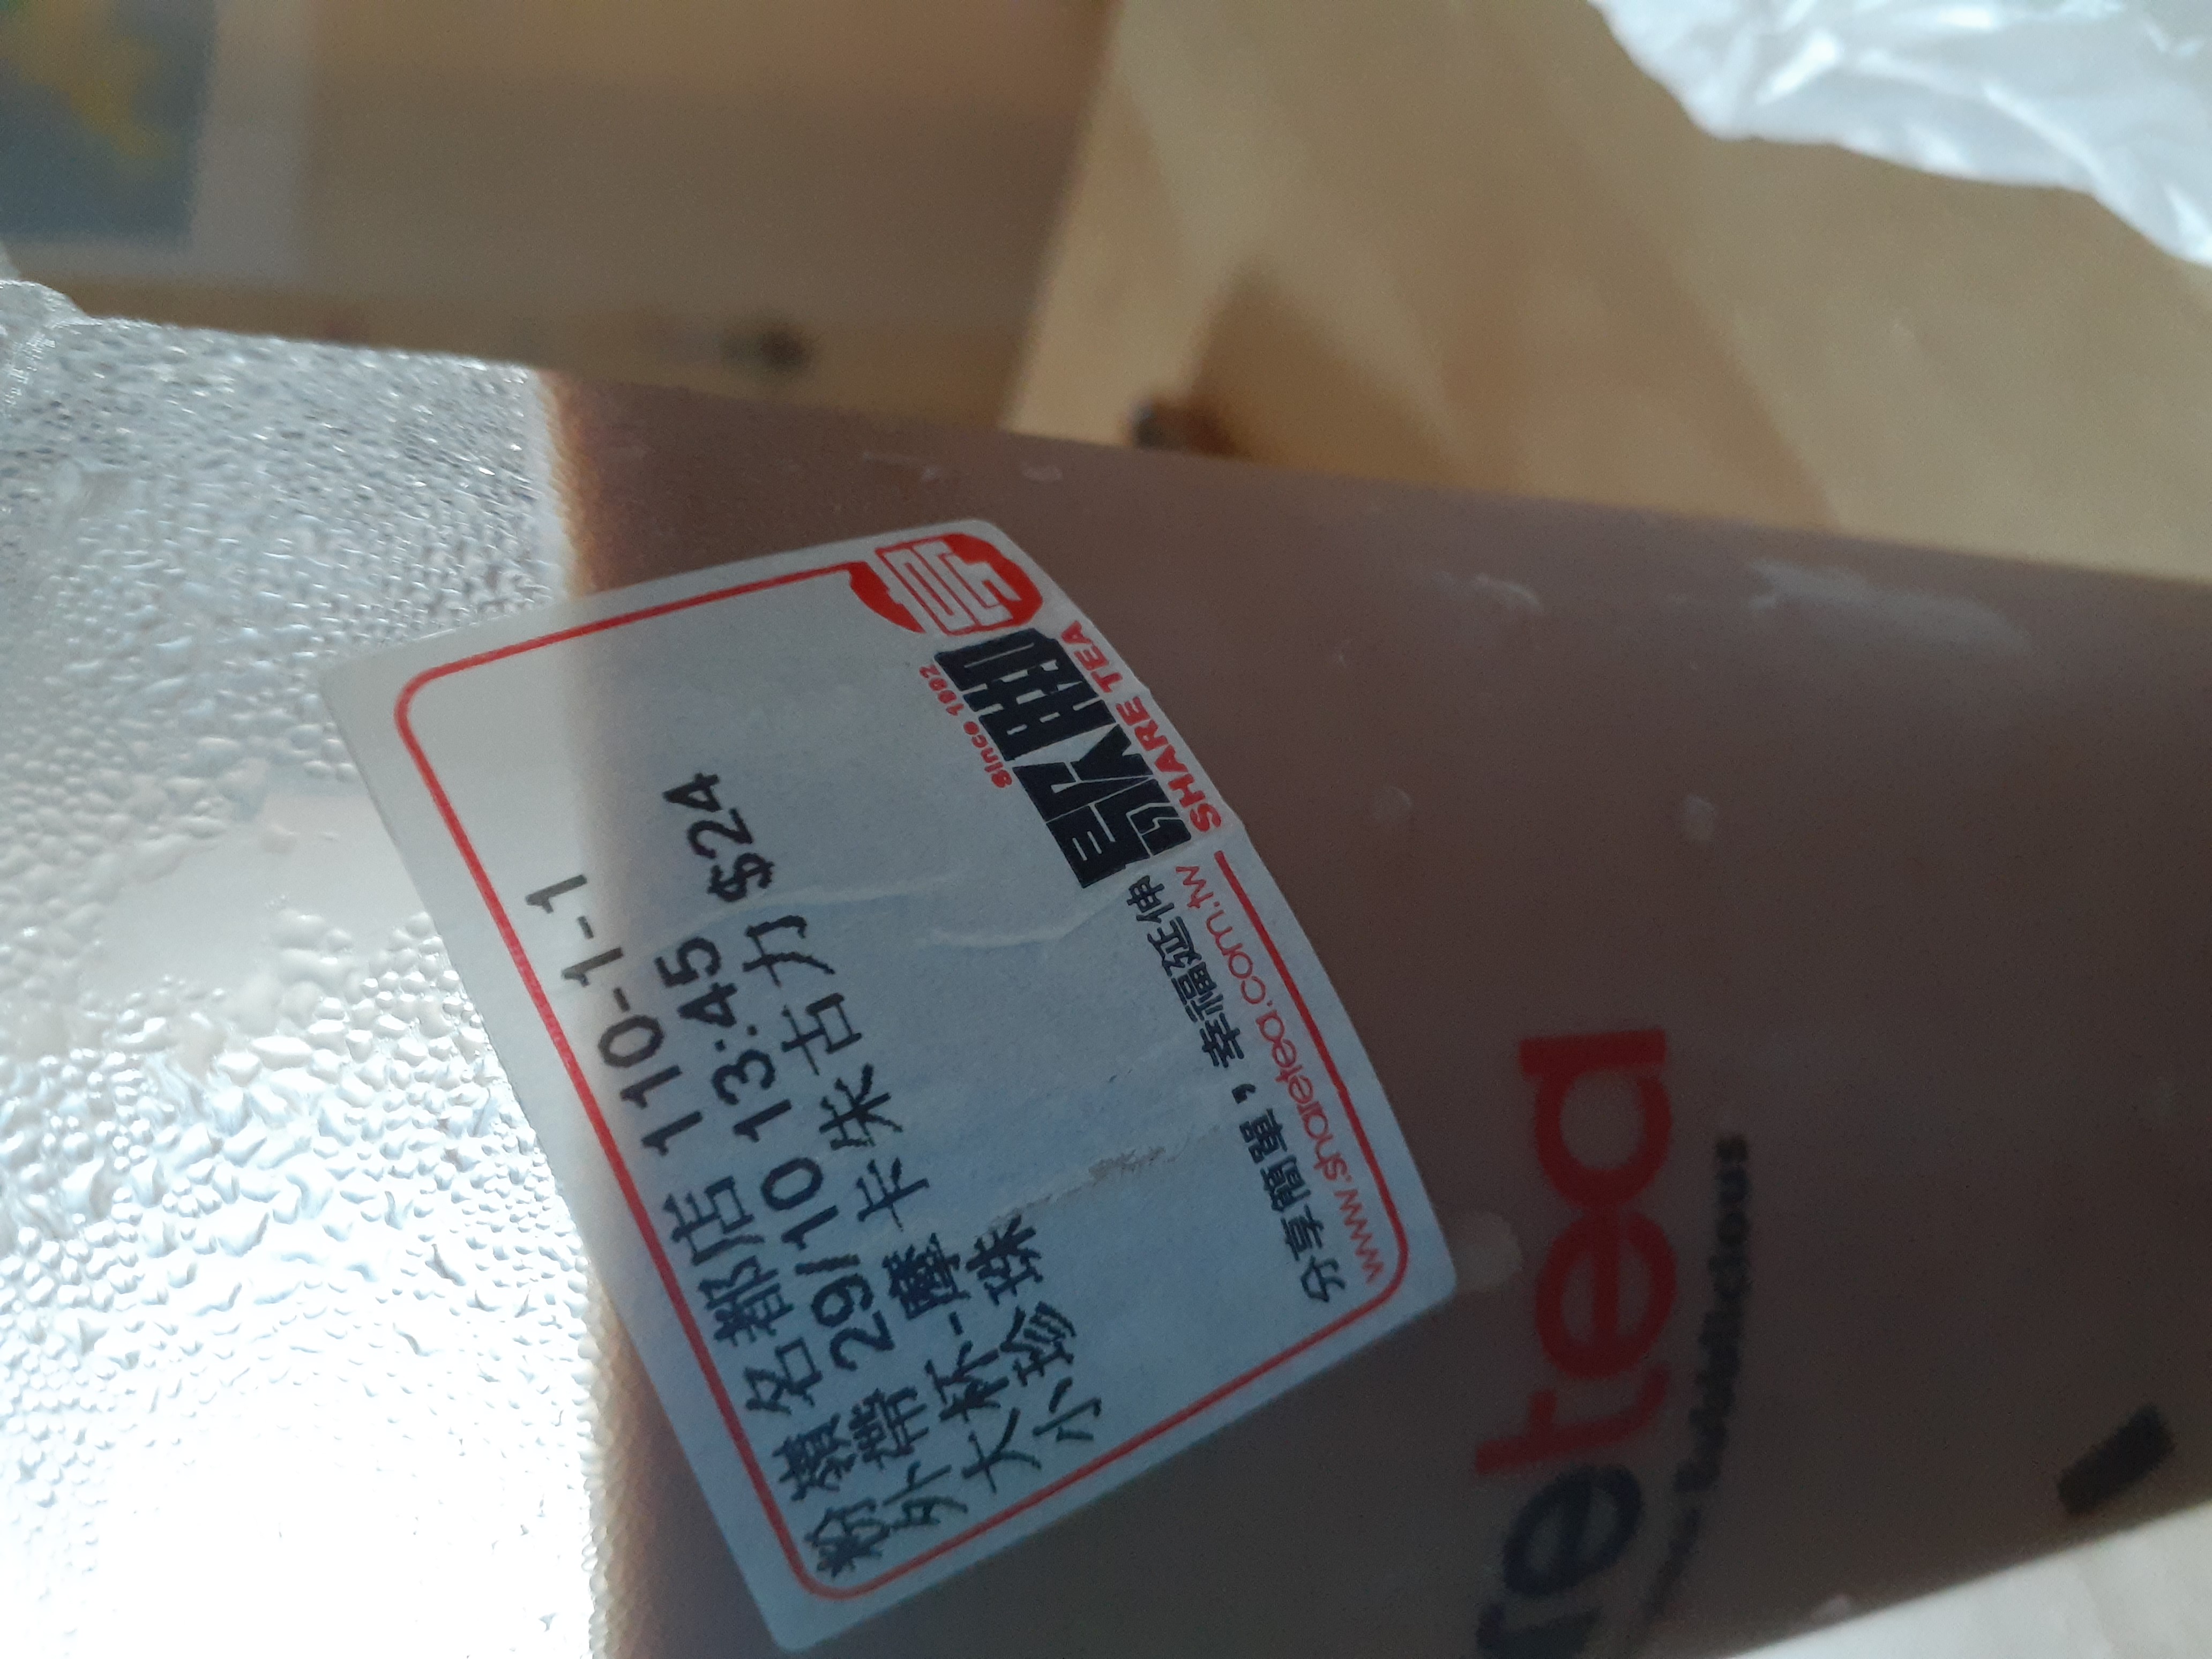 粉嶺名都店 110-1-1
外帶 29/10 13:45
大杯-摩卡朱古力 $24
小珍珠
Since 1992
歇腳亭
SHARE TEA
分享簡單，幸福延伸
www.sharetea.com.tw
retea
Bubblicious